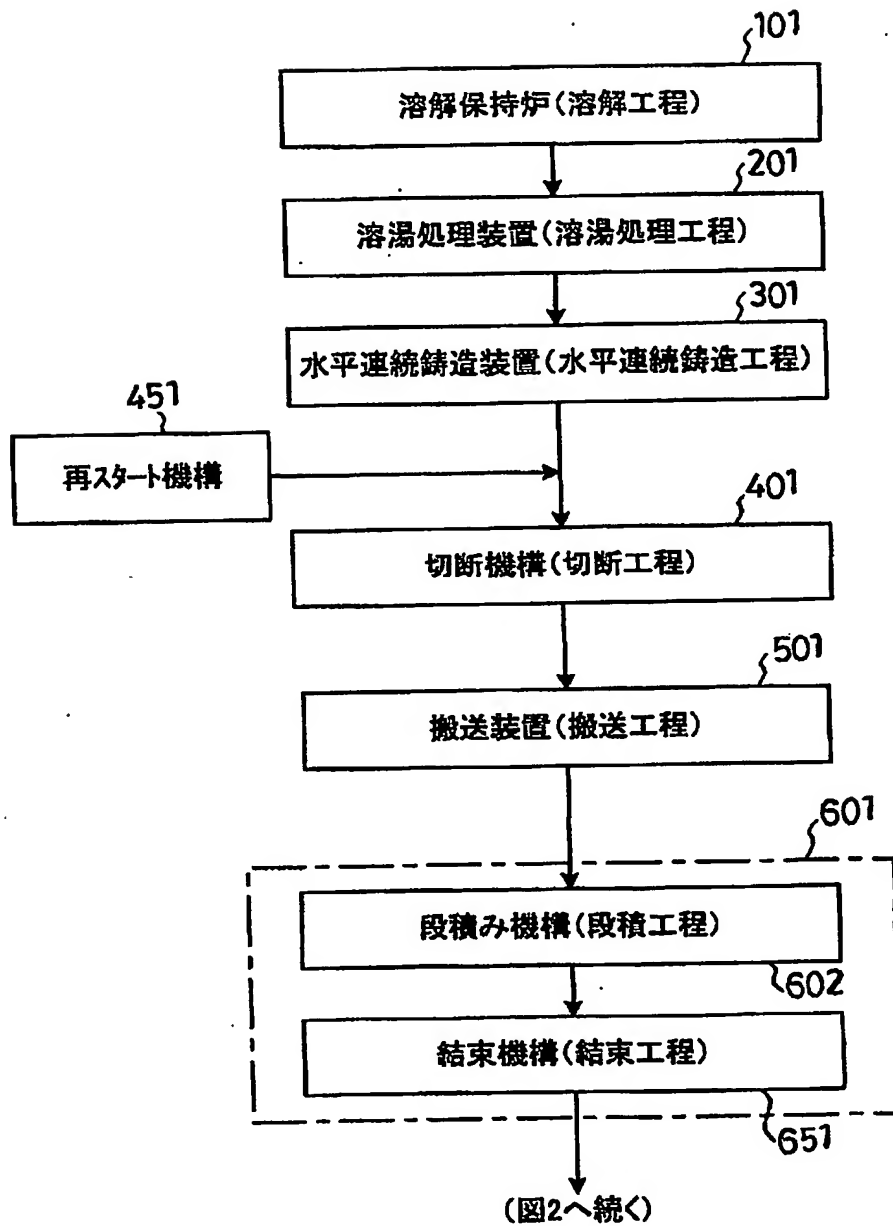 101
溶解保持炉(溶解工程)
201
溶湯処理装置(溶湯処理工程)
301
水平連続鋳造装置(水平連続鋳造工程)
451
再スタート機構
401
切断機構(切断工程)
501
搬送装置(搬送工程)
601
段積み機構(段積工程)
602
結束機構(結束工程)
651
(図2へ続く)